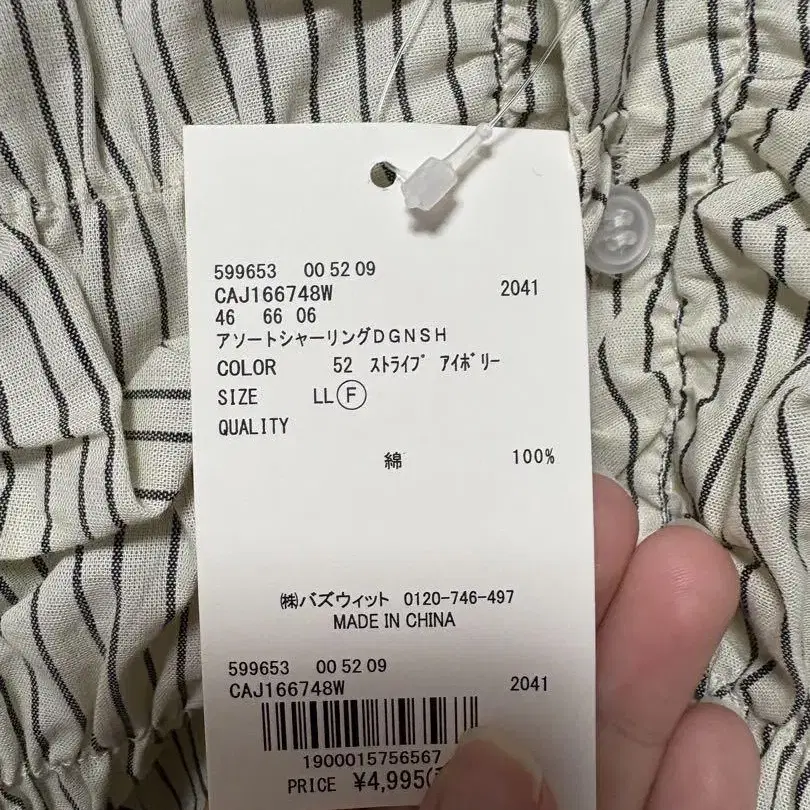 599653 00 52 09
CAJ166748W 2041
46 66 06
アソートシャーリングDGNSH
COLOR 52 ストライプ アイボリー
SIZE LL Ⓕ
QUALITY
綿 100%
㈱バズウィット 0120-746-497
MADE IN CHINA
599653 00 52 09
CAJ166748W 2041
1900015756567
PRICE ¥4,995(